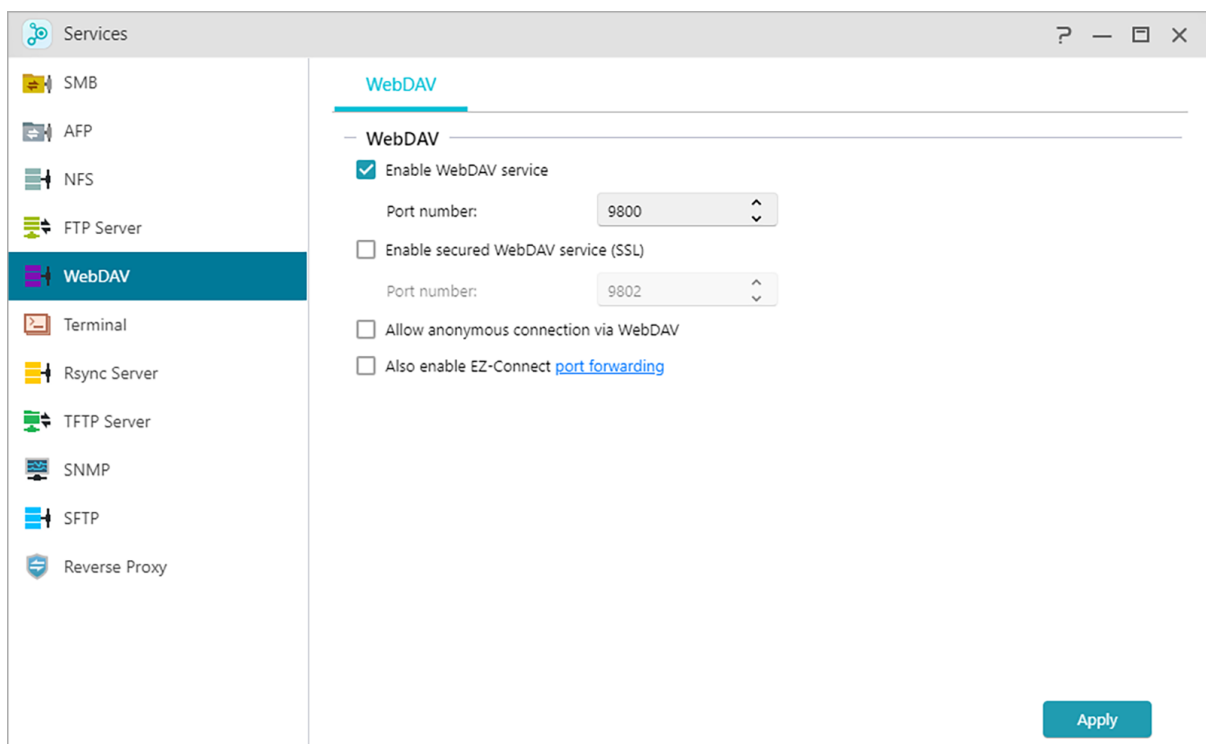 Services
SMB
AFP
NFS
FTP Server
WebDAV
Terminal
Rsync Server
TFTP Server
SNMP
SFTP
Reverse Proxy
WebDAV
WebDAV
Enable WebDAV service
Port number: 9800
Enable secured WebDAV service (SSL)
Port number: 9802
Allow anonymous connection via WebDAV
Also enable EZ-Connect port forwarding
Apply